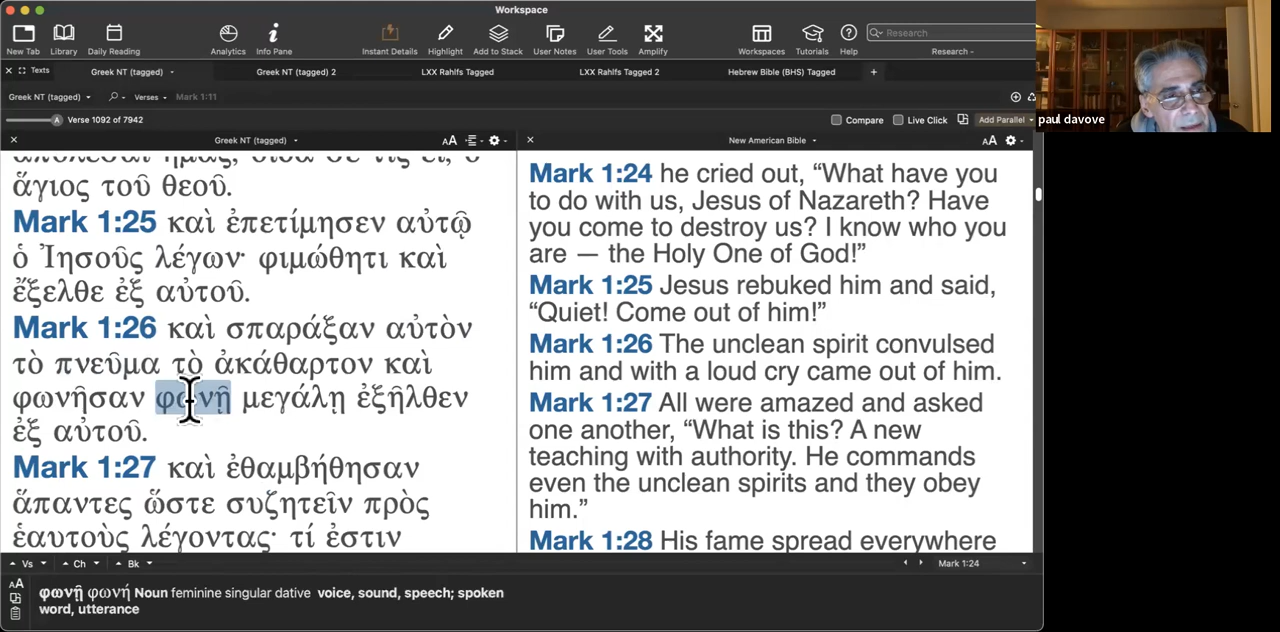 Workspace
New Tab Library Daily Reading Analytics Info Pane Instant Details Highlight Add to Stack User Notes User Tools Amplify Workspaces Tutorials Help Research
Research
Texts Greek NT (tagged) Greek NT (tagged) 2 LXX Rahlfs Tagged LXX Rahlfs Tagged 2 Hebrew Bible (BHS) Tagged +
Greek NT (tagged) Verses Mark 1:11
Verse 1092 of 7942 Compare Live Click Add Parallel
paul davove
Greek NT (tagged) AA
ἅγιος τοῦ θεοῦ.
Mark 1:25 καὶ ἐπετίμησεν αὐτῷ
ὁ Ἰησοῦς λέγων· φιμώθητι καὶ
ἔξελθε ἐξ αὐτοῦ.
Mark 1:26 καὶ σπαράξαν αὐτὸν
τὸ πνεῦμα τὸ ἀκάθαρτον καὶ
φωνῆσαν φωνῇ μεγάλῃ ἐξῆλθεν
ἐξ αὐτοῦ.
Mark 1:27 καὶ ἐθαμβήθησαν
ἅπαντες ὥστε συζητεῖν πρὸς
ἑαυτοὺς λέγοντας· τί ἐστιν
New American Bible AA
Mark 1:24 he cried out, “What have you
to do with us, Jesus of Nazareth? Have
you come to destroy us? I know who you
are — the Holy One of God!”
Mark 1:25 Jesus rebuked him and said,
“Quiet! Come out of him!”
Mark 1:26 The unclean spirit convulsed
him and with a loud cry came out of him.
Mark 1:27 All were amazed and asked
one another, “What is this? A new
teaching with authority. He commands
even the unclean spirits and they obey
him.”
Mark 1:28 His fame spread everywhere
Vs Ch Bk Mark 1:24
AA
φωνῇ φωνή Noun feminine singular dative voice, sound, speech; spoken
word, utterance